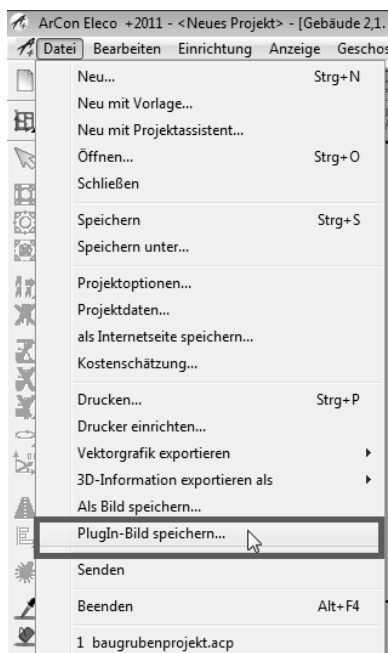 ArCon Eleco +2011 - <Neues Projekt> - [Gebäude 2,1.
Datei Bearbeiten Einrichtung Anzeige Geschos
Neu... Strg+N
Neu mit Vorlage...
Neu mit Projektassistent...
Öffnen... Strg+O
Schließen
Speichern Strg+S
Speichern unter...
Projektoptionen...
Projektdaten...
als Internetseite speichern...
Kostenschätzung...
Drucken... Strg+P
Drucker einrichten...
Vektorgrafik exportieren
3D-Information exportieren als
Als Bild speichern...
PlugIn-Bild speichern...
Senden
Beenden Alt+F4
1 baugrubenprojekt.acp